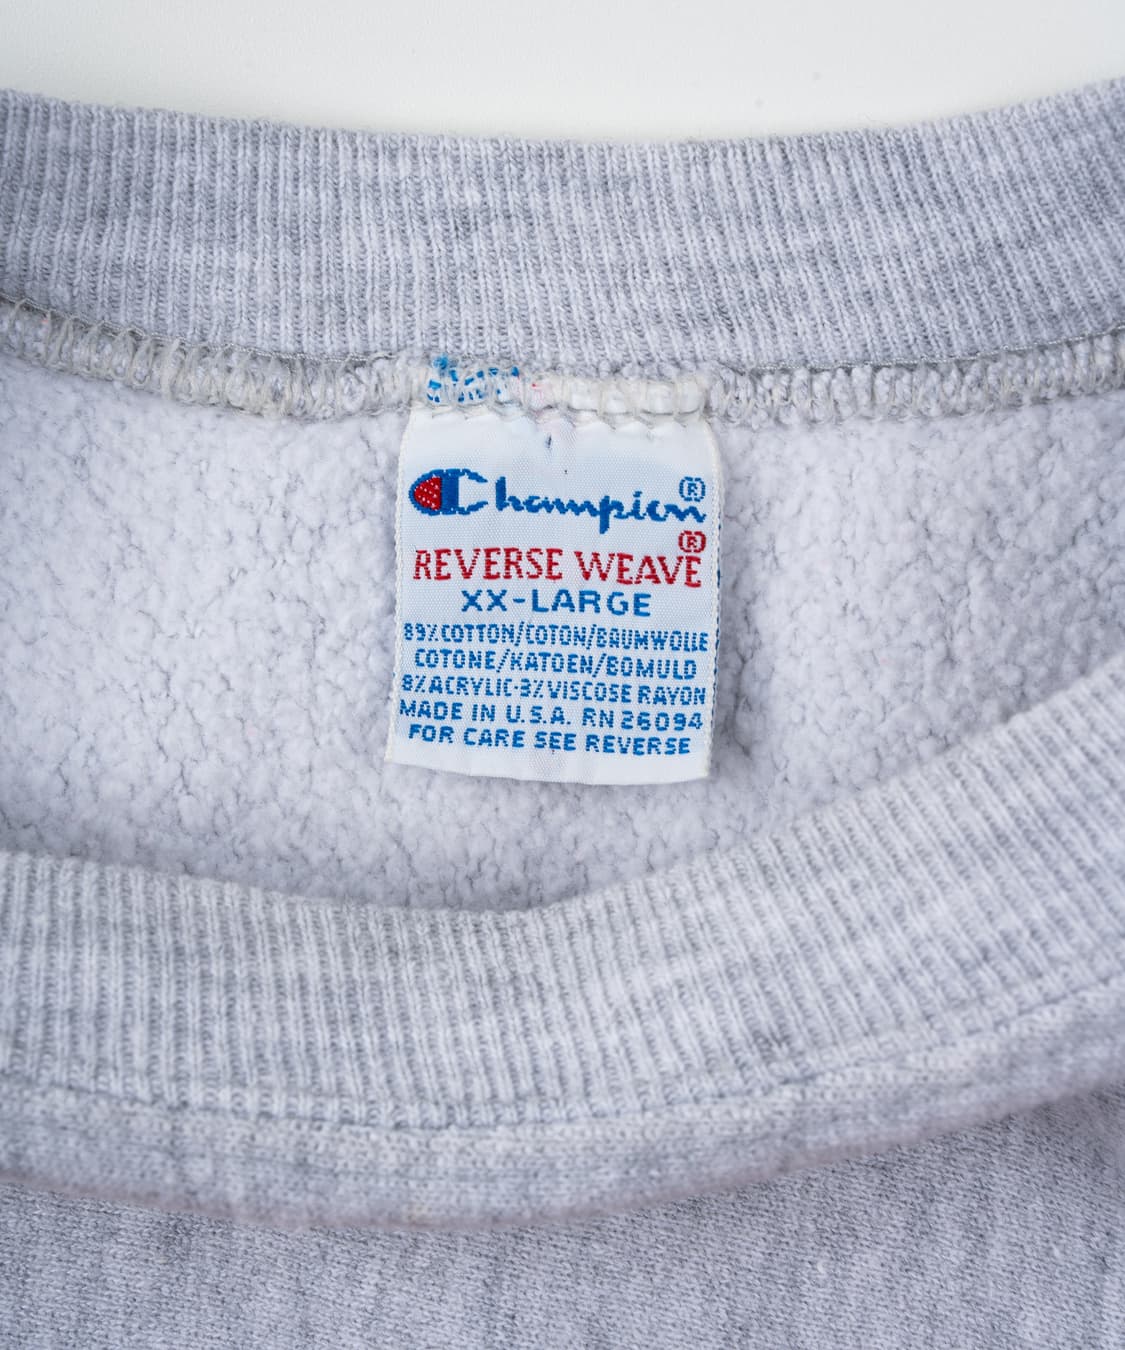 Champion®
REVERSE WEAVE®
XX-LARGE
89% COTTON/COTON/BAUMWOLLE
COTONE/KATOEN/BOMULD
8% ACRYLIC-3% VISCOSE RAYON
MADE IN U.S.A. RN 26094
FOR CARE SEE REVERSE